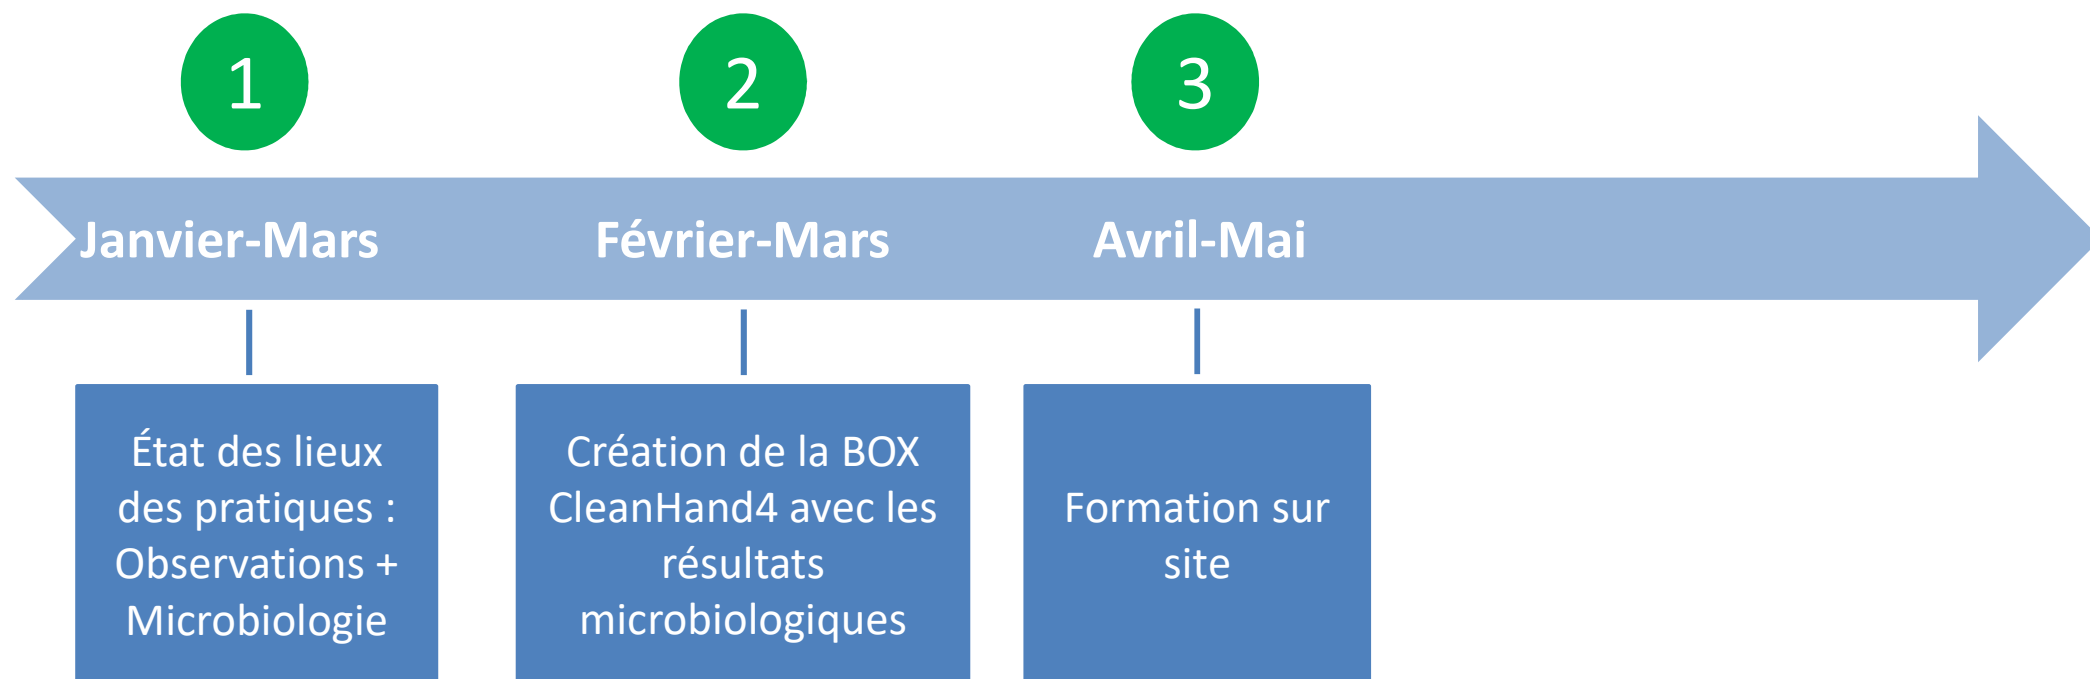 1
2
3
Janvier-Mars
Février-Mars
Avril-Mai
État des lieux
des pratiques :
Observations +
Microbiologie
Création de la BOX
CleanHand4 avec les
résultats
microbiologiques
Formation sur
site